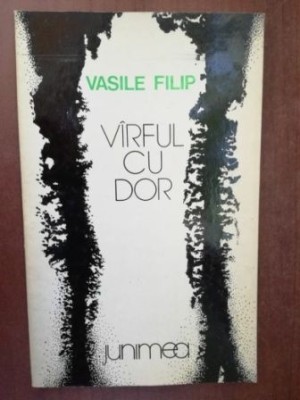 VASILE FILIP
VÎRFUL
CU
DOR
junimea